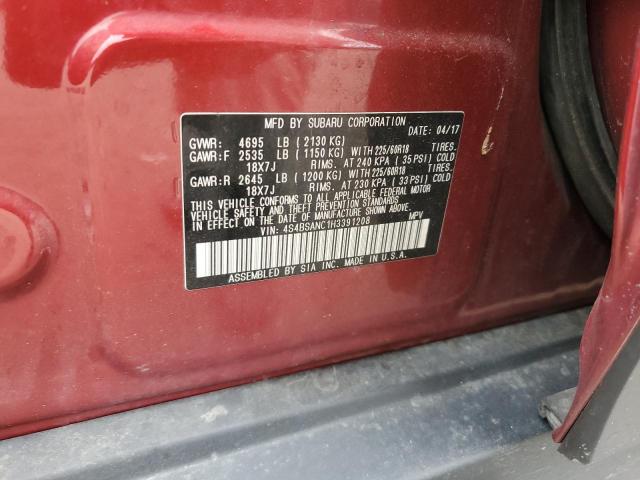 MFD BY SUBARU CORPORATION
DATE: 04/17
GVWR: 4695 LB ( 2130 KG)
GAWR:F 2535 LB ( 1150 KG) WITH 225/60R18 TIRES.
18X7J RIMS. AT 240 KPA ( 35 PSI) COLD
GAWR:R 2645 LB ( 1200 KG) WITH 225/60R18 TIRES.
18X7J RIMS. AT 230 KPA ( 33 PSI) COLD
THIS VEHICLE CONFORMS TO ALL APPLICABLE FEDERAL MOTOR
VEHICLE SAFETY AND THEFT PREVENTION STANDARDS IN EFFECT
ON THE DATE OF MANUFACTURE SHOWN ABOVE.
VIN: 4S4BSANC1H3391208 MPV
ASSEMBLED BY SIA INC. MADE IN U.S.A.